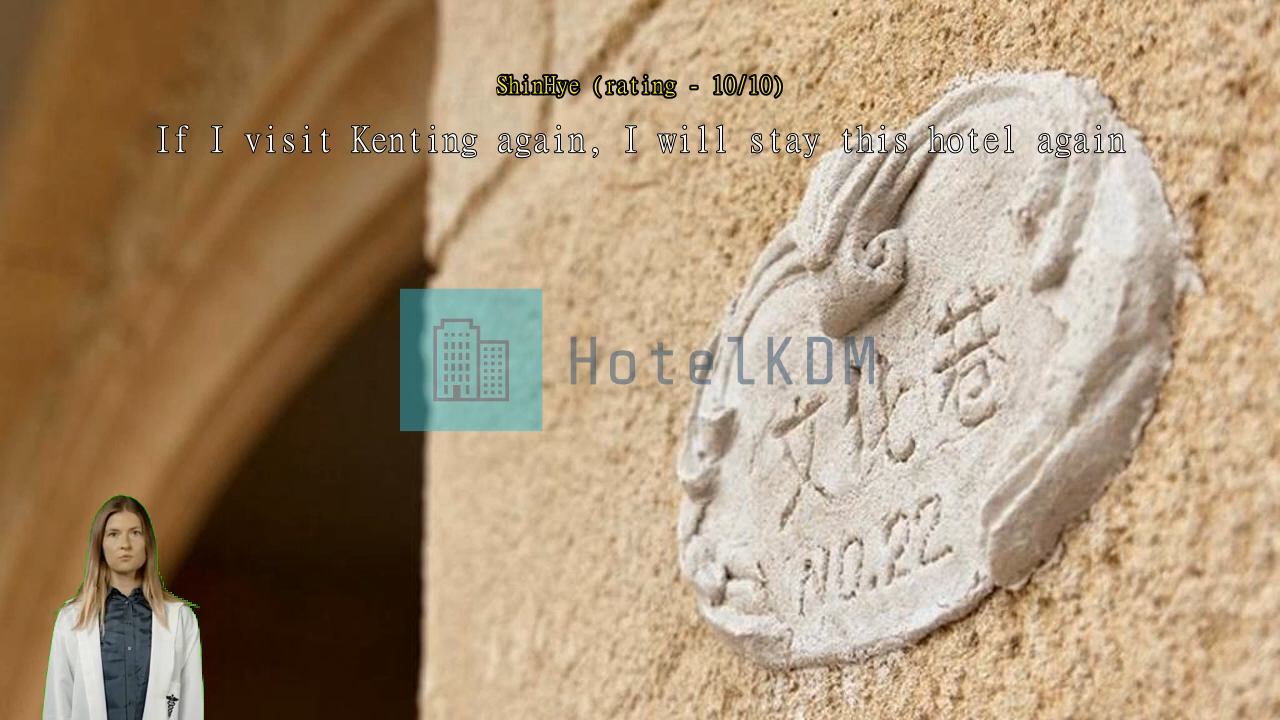 ShinHye (rating - 10/10)
If I visit Kenting again, I will stay this hotel again
HotelKDM
文化巷
NO.22